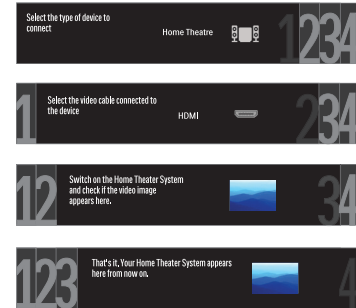 Select the type of device to
connect
Home Theatre
1234
1
Select the video cable connected to
the device
HDMI
234
12
Switch on the Home Theater System
and check if the video image
appears here.
34
123
That's it, Your Home Theater System appears
here from now on.
4